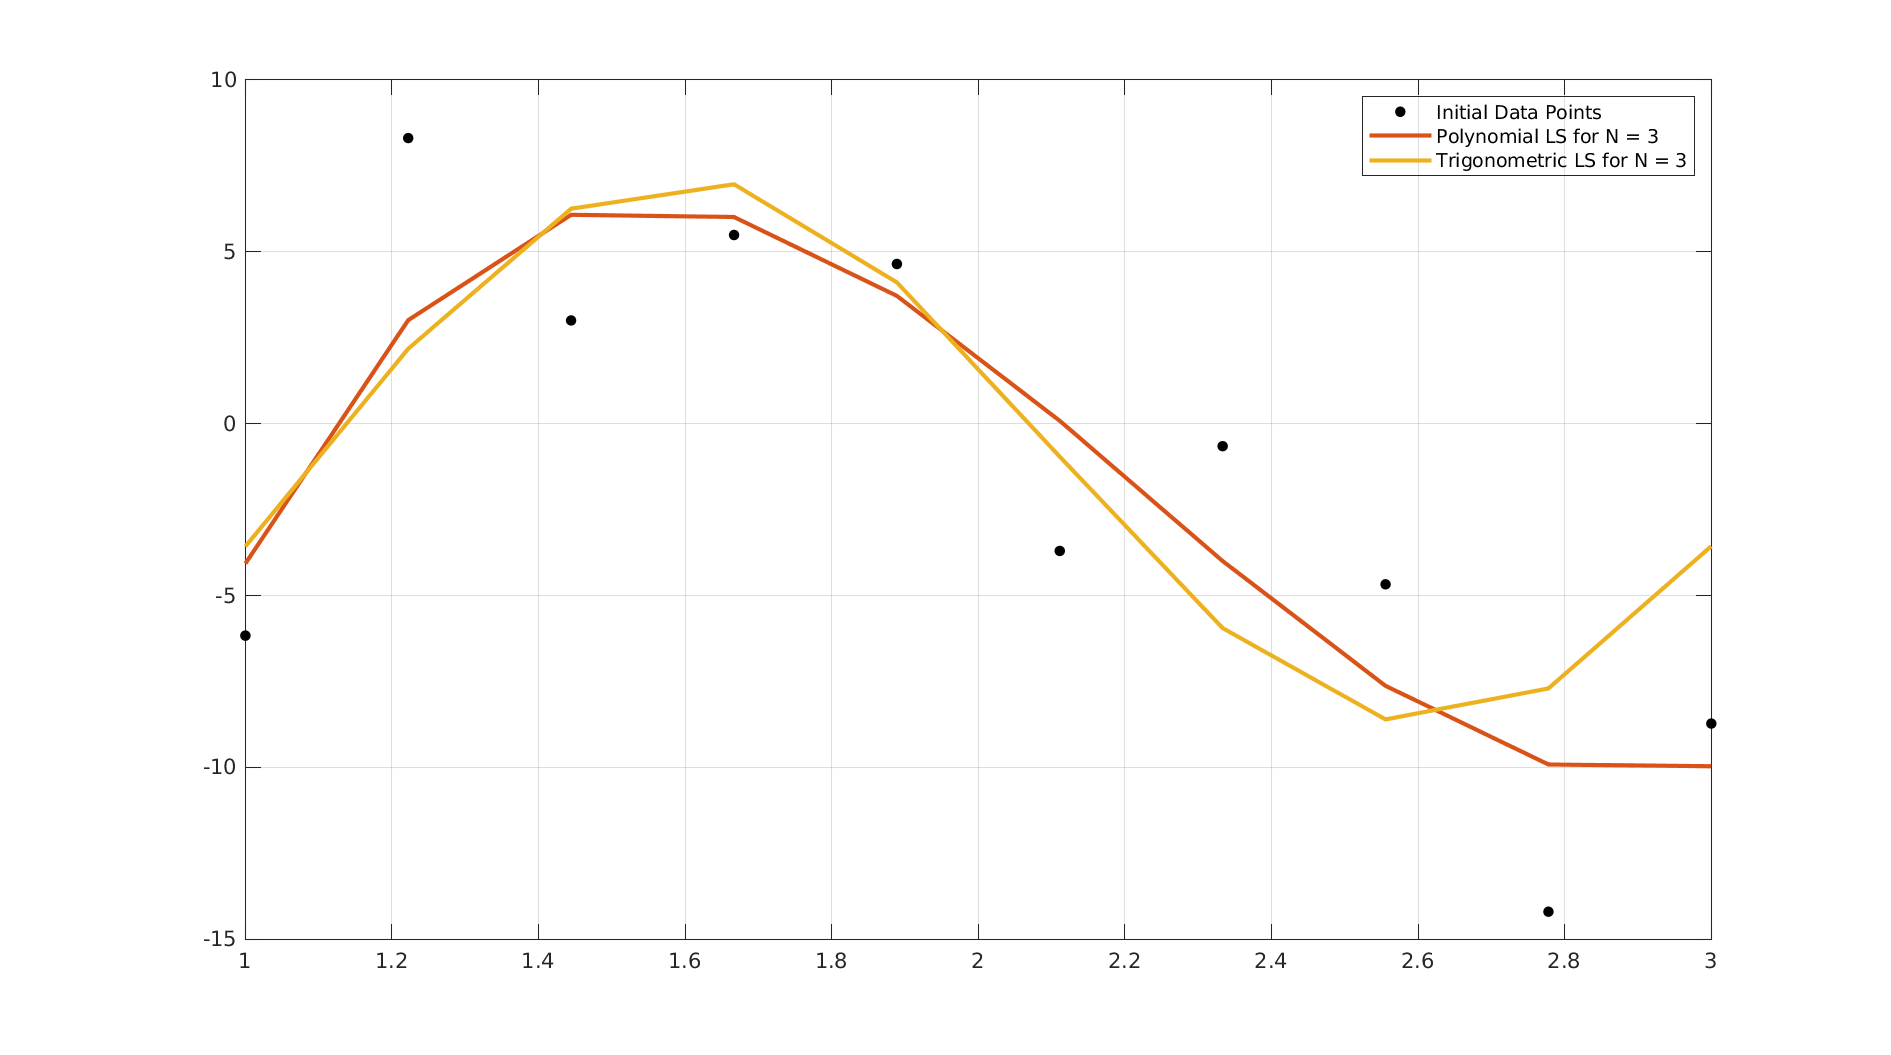 10
5
0
-5
-10
-15
1 1.2 1.4 1.6 1.8 2 2.2 2.4 2.6 2.8 3
Initial Data Points
Polynomial LS for N = 3
Trigonometric LS for N = 3